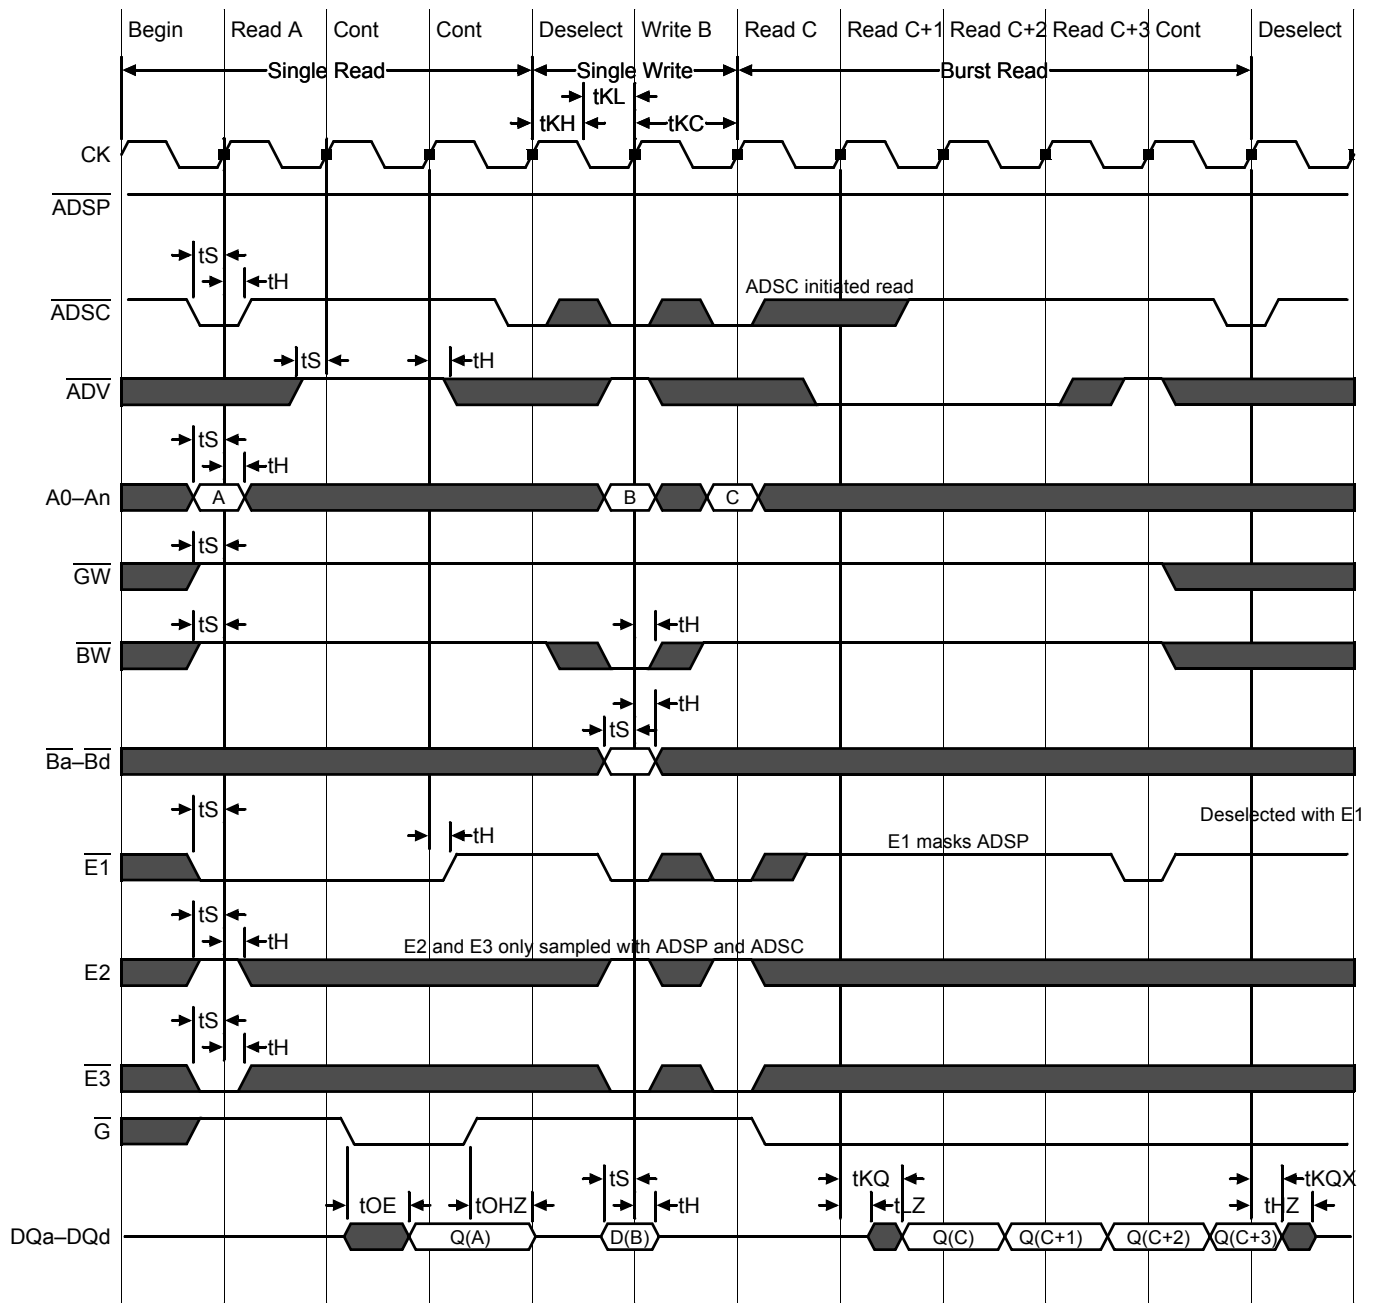 Begin Read A Cont Cont Deselect Write B Read C Read C+1 Read C+2 Read C+3 Cont Deselect
Single Read Single Write Burst Read
tKL
tKH tKC
CK
ADSP
tS
tH
ADSC initiated read
ADSC
tS tH
ADV
tS
tH
A0–An A B C
tS
GW
tS tH
BW
tH
tS
Ba–Bd
tS
Deselected with E1
tH
E1 masks ADSP
E1
tS
tH
E2 and E3 only sampled with ADSP and ADSC
E2
tS
tH
E3
G
tS tKQ tKQX
tOE tOHZ tH tLZ tHZ
DQa–DQd Q(A) D(B) Q(C) Q(C+1) Q(C+2) Q(C+3)